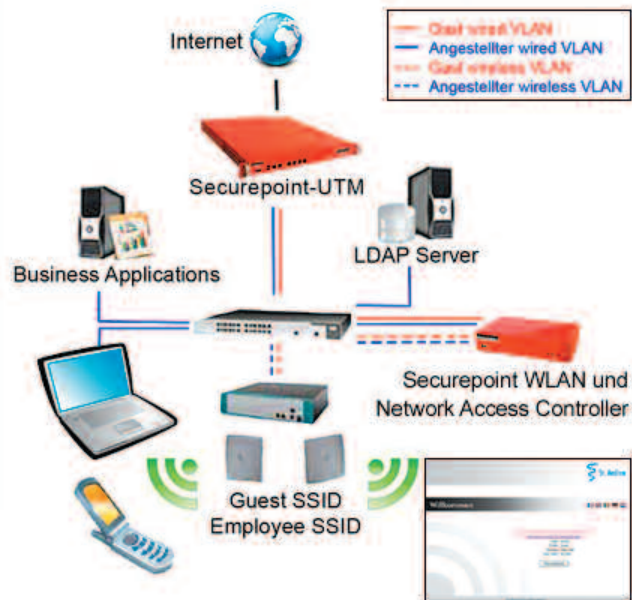 Internet
Gast wired VLAN
Angestellter wired VLAN
Gast wireless VLAN
Angestellter wireless VLAN
Securepoint-UTM
Business Applications
LDAP Server
Securepoint WLAN und
Network Access Controller
Guest SSID
Employee SSID
Willkommen